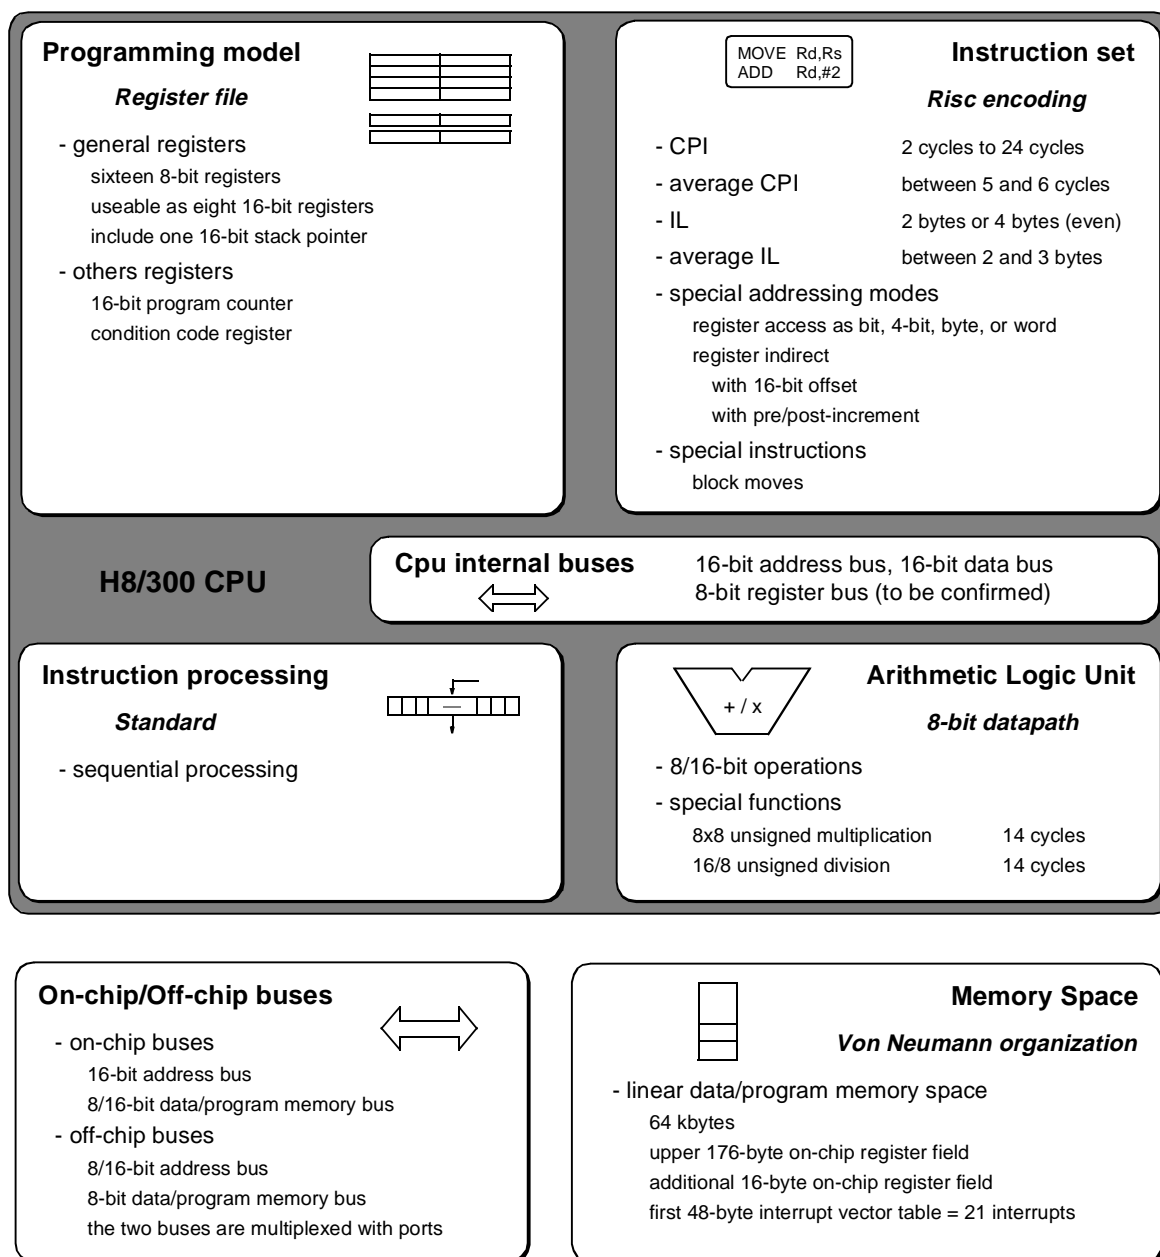 Programming model
Register file
- general registers
sixteen 8-bit registers
useable as eight 16-bit registers
include one 16-bit stack pointer
- others registers
16-bit program counter
condition code register
MOVE Rd,Rs
ADD Rd,#2
Instruction set
Risc encoding
- CPI 2 cycles to 24 cycles
- average CPI between 5 and 6 cycles
- IL 2 bytes or 4 bytes (even)
- average IL between 2 and 3 bytes
- special addressing modes
register access as bit, 4-bit, byte, or word
register indirect
with 16-bit offset
with pre/post-increment
- special instructions
block moves
H8/300 CPU
Cpu internal buses
16-bit address bus, 16-bit data bus
8-bit register bus (to be confirmed)
Instruction processing
Standard
- sequential processing
+ / x
Arithmetic Logic Unit
8-bit datapath
- 8/16-bit operations
- special functions
8x8 unsigned multiplication 14 cycles
16/8 unsigned division 14 cycles
On-chip/Off-chip buses
- on-chip buses
16-bit address bus
8/16-bit data/program memory bus
- off-chip buses
8/16-bit address bus
8-bit data/program memory bus
the two buses are multiplexed with ports
Memory Space
Von Neumann organization
- linear data/program memory space
64 kbytes
upper 176-byte on-chip register field
additional 16-byte on-chip register field
first 48-byte interrupt vector table = 21 interrupts